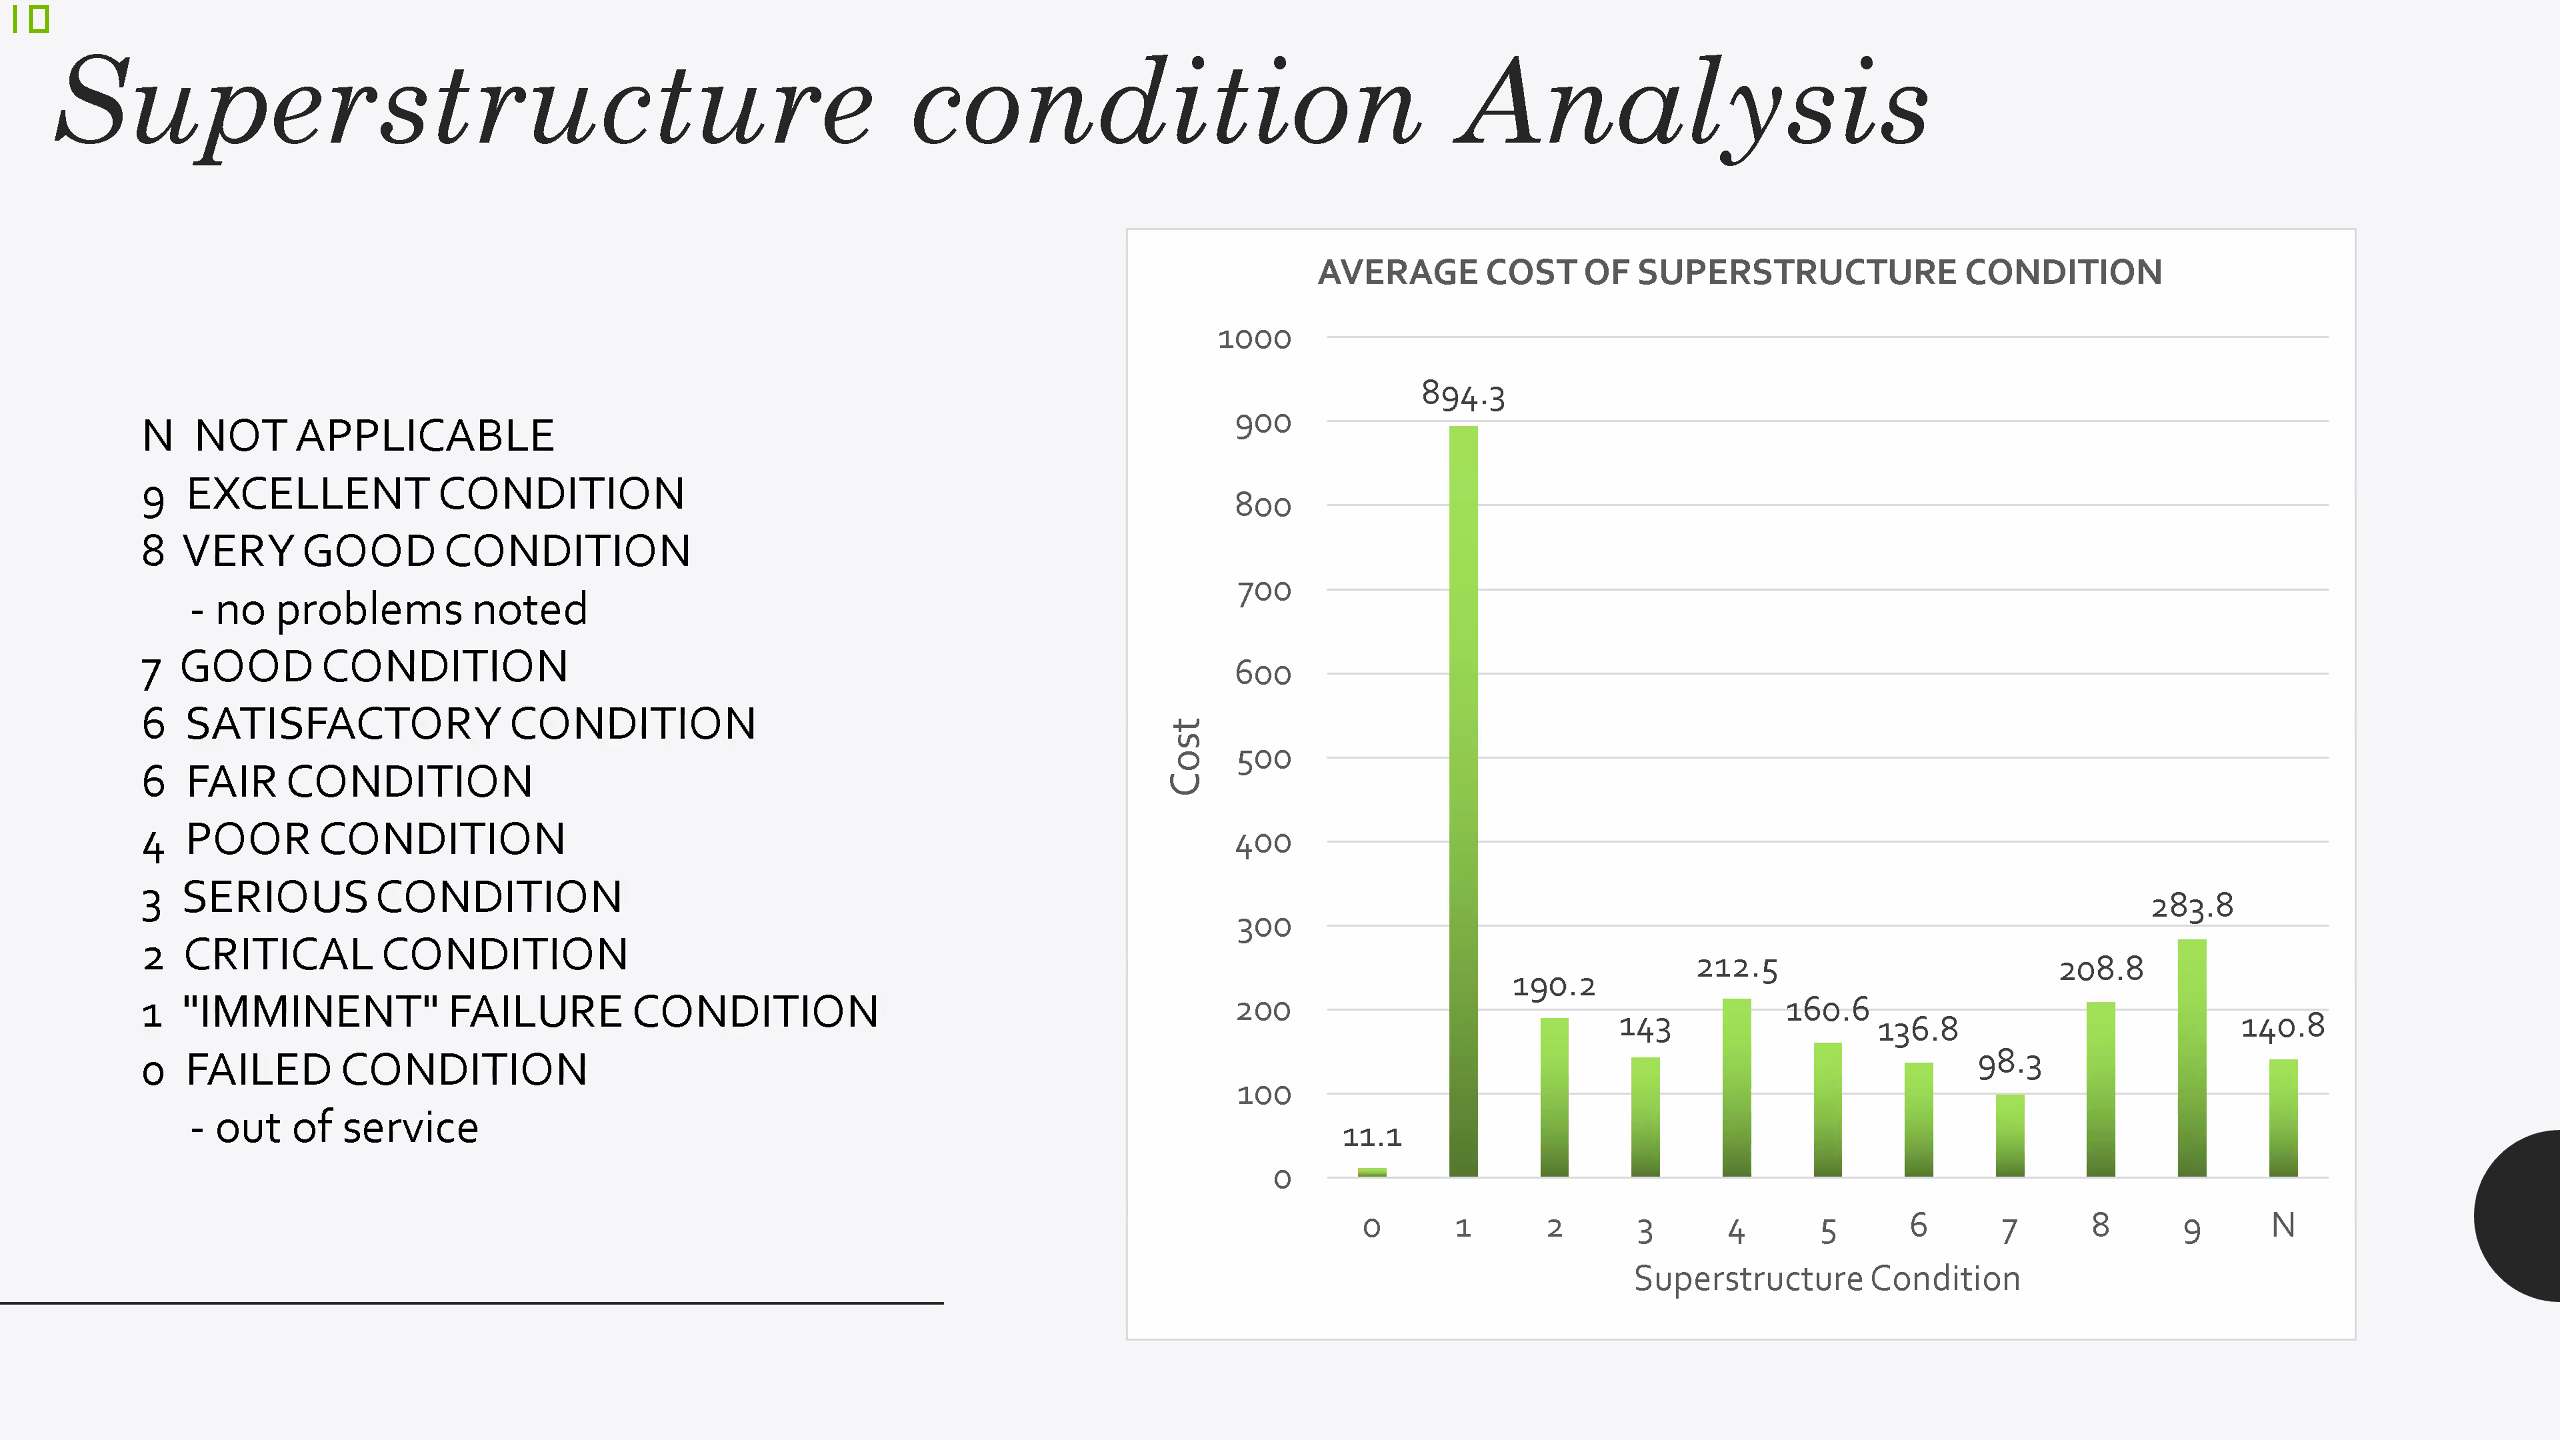 10
Superstructure condition Analysis
N NOT APPLICABLE
9 EXCELLENT CONDITION
8 VERY GOOD CONDITION
- no problems noted
7 GOOD CONDITION
6 SATISFACTORY CONDITION
6 FAIR CONDITION
4 POOR CONDITION
3 SERIOUS CONDITION
2 CRITICAL CONDITION
1 "IMMINENT" FAILURE CONDITION
0 FAILED CONDITION
- out of service
AVERAGE COST OF SUPERSTRUCTURE CONDITION
Cost
1000
900
800
700
600
500
400
300
200
100
0
11.1
894.3
190.2
143
212.5
160.6
136.8
98.3
208.8
283.8
140.8
0 1 2 3 4 5 6 7 8 9 N
Superstructure Condition